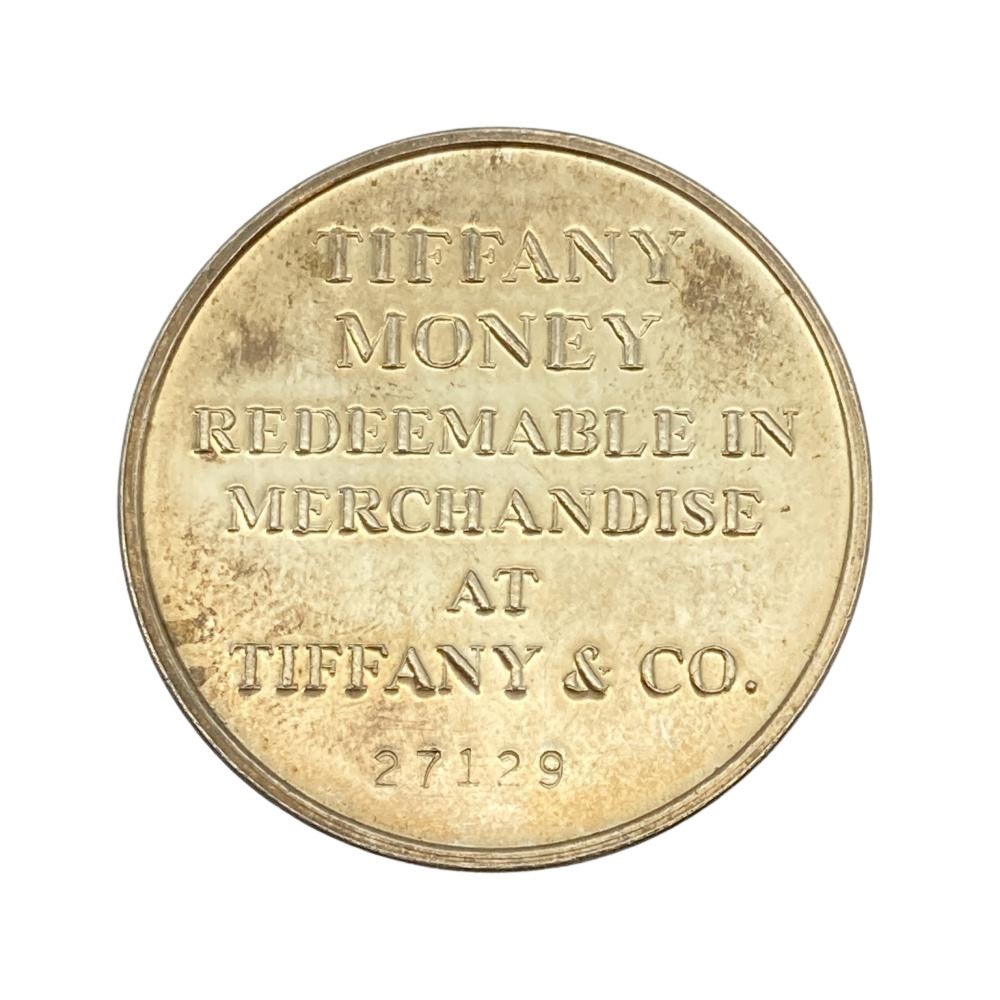 TIFFANY
MONEY
REDEEMABLE IN
MERCHANDISE
AT
TIFFANY & CO.
27129